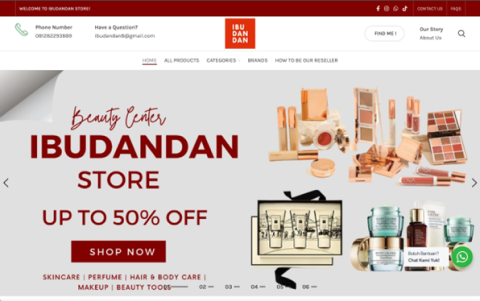 WELCOME TO IBUDANDAN STORE!
CONTACT US
FAQS
Phone Number
081282293889
Have a Question?
ibudandan8@gmail.com
IBU
DAN
DAN
FIND ME !
Our Story
About Us
HOME
ALL PRODUCTS
CATEGORIES
BRANDS
HOW TO BE OUR RESELLER
Beauty Center
IBUDANDAN
STORE
UP TO 50% OFF
SHOP NOW
SKINCARE | PERFUME | HAIR & BODY CARE |
MAKEUP | BEAUTY TOOLS
02
03
04
05
06
Butuh Bantuan?
Chat Kami Yuk!